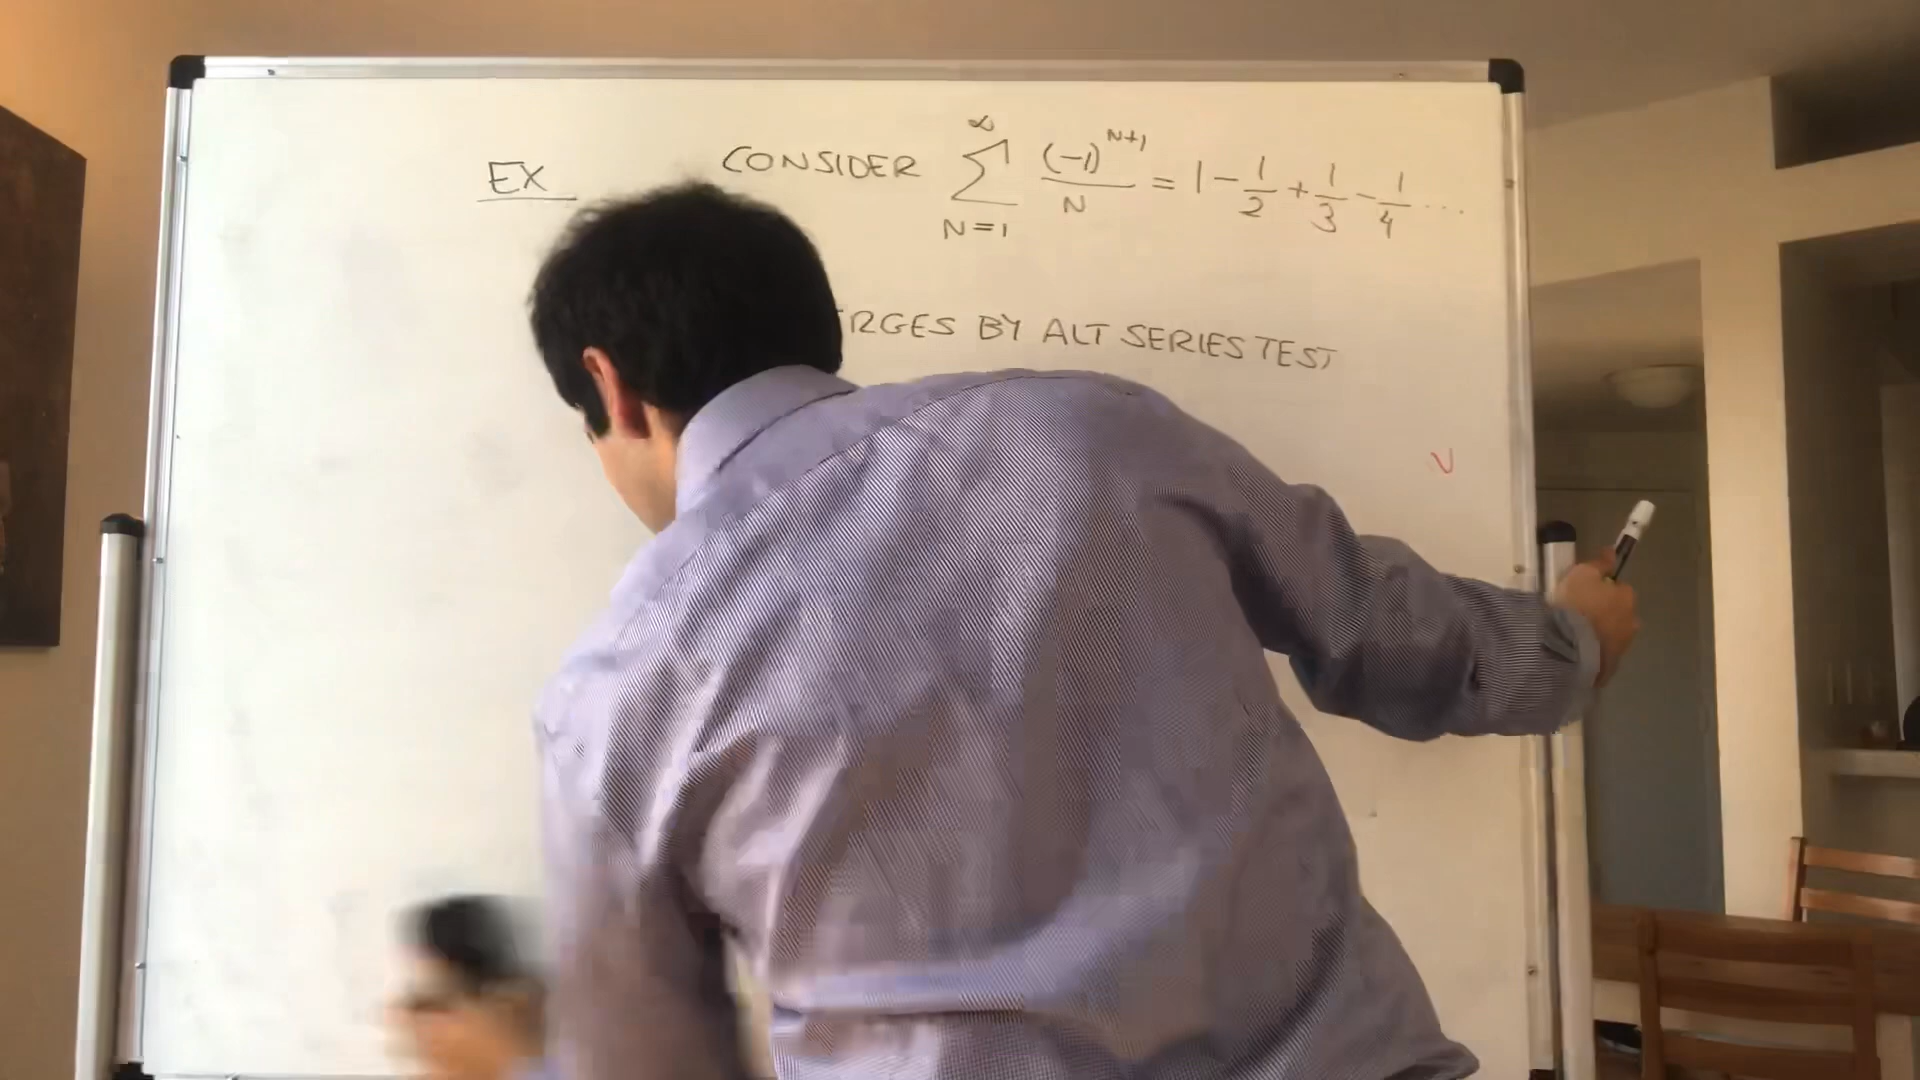 EX CONSIDER ∞ Σ N=1 (-1)^{N+1} / N = 1 - 1/2 + 1/3 - 1/4 ...
RGES BY ALT SERIES TEST